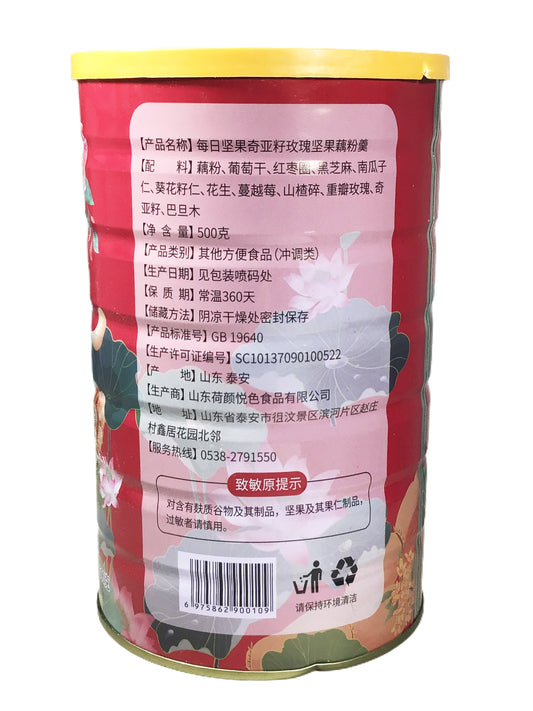 【产品名称】每日坚果奇亚籽玫瑰坚果藕粉羹
【配 料】藕粉、葡萄干、红枣圈、黑芝麻、南瓜子
仁、葵花籽仁、花生、蔓越莓、山楂碎、重瓣玫瑰、奇
亚籽、巴旦木
【净 含 量】500克
【产品类别】其他方便食品(冲调类)
【生产日期】见包装喷码处
【保 质 期】常温360天
【储藏方法】阴凉干燥处密封保存
【产品标准号】GB 19640
【生产许可证编号】SC10137090100522
【产 地】山东 泰安
【生产商】山东荷颜悦色食品有限公司
【地 址】山东省泰安市徂汶景区滨河片区赵庄
村鑫居花园北邻
【服务热线】0538-2791550
致敏原提示
对含有麸质谷物及其制品，坚果及其果仁制品，
过敏者请慎用。
6 975862 900109
请保持环境清洁